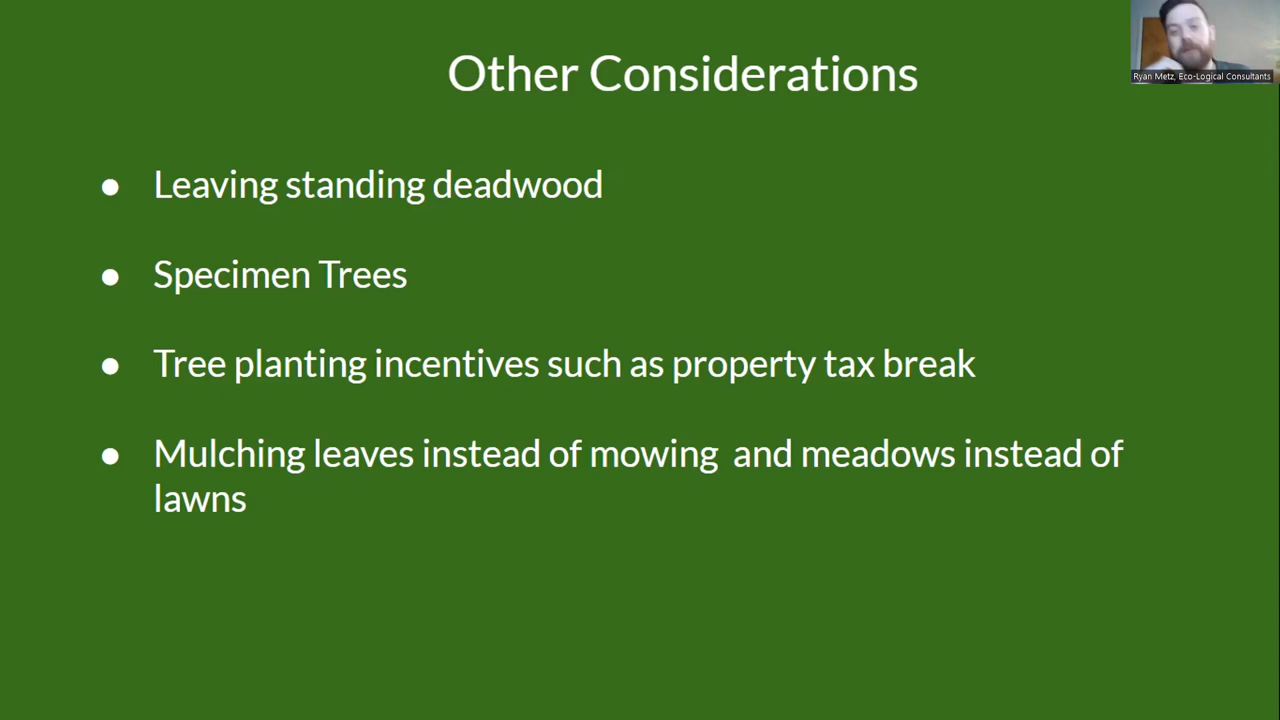 Other Considerations
Ryan Metz, Eco-Logical Consultants
● Leaving standing deadwood
● Specimen Trees
● Tree planting incentives such as property tax break
● Mulching leaves instead of mowing  and meadows instead of
lawns